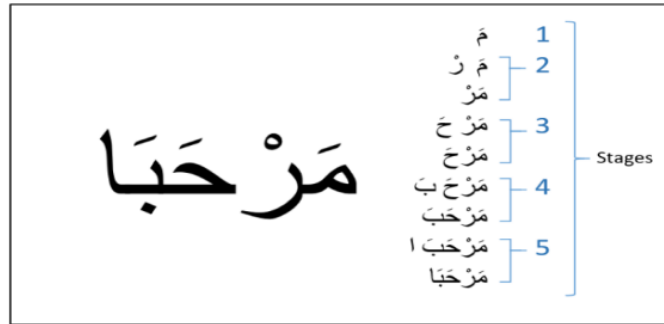 مَرْحَبَا
مَ 1
مَ رْ 2
مَرْ
مَرْ حَ 3
مَرْحَ
مَرْحَ بَ 4
مَرْحَبَ
مَرْحَبَ ا 5
مَرْحَبَا
Stages